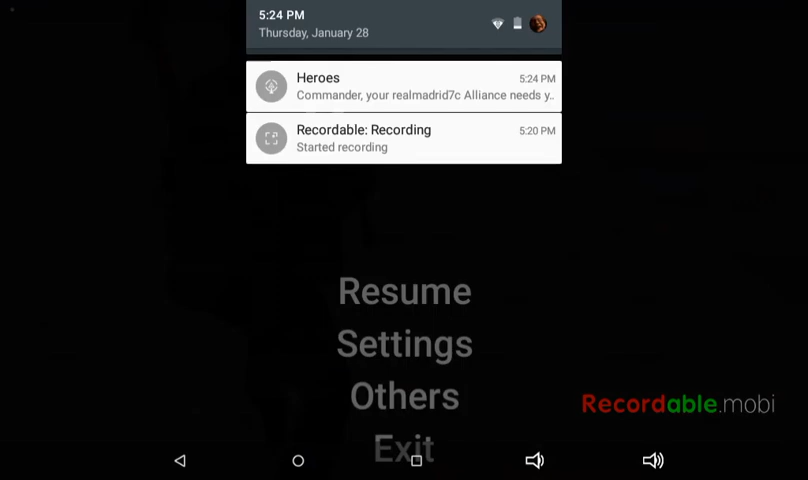 5:24 PM
Thursday, January 28
Heroes 5:24 PM
Commander, your realmadrid7c Alliance needs y..
Recordable: Recording 5:20 PM
Started recording
Resume
Settings
Others
Recordable.mobi
Exit